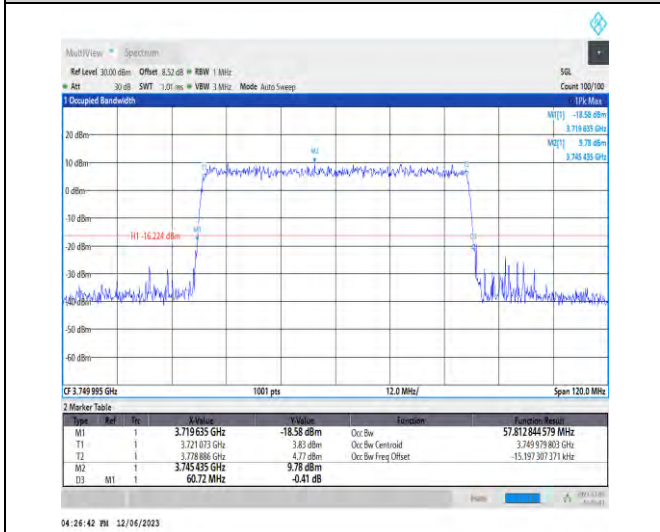 MultiView Spectrum
Ref Level 30.00 dBm Offset 8.52 dB RBW 1 MHz SGL
Att 30 dB SWT 1.01 ms VBW 3 MHz Mode Auto Sweep Count 100/100
1 Occupied Bandwidth 1Pk Max
M1[1] -18.58 dBm
3.719 635 GHz
M2[1] 9.78 dBm
3.745 435 GHz
20 dBm
M2
10 dBm
0 dBm
-10 dBm
M1
H1 -16.224 dBm
-20 dBm
-30 dBm
-40 dBm
-50 dBm
-60 dBm
CF 3.749 995 GHz 1001 pts 12.0 MHz/ Span 120.0 MHz
2 Marker Table
Type Ref Trc X-Value Y-Value Function Function Result
M1 1 3.719 635 GHz -18.58 dBm Occ Bw 57.812 844 579 MHz
T1 1 3.721 073 GHz 3.83 dBm Occ Bw Centroid 3.749 979 803 GHz
T2 1 3.778 886 GHz 4.77 dBm Occ Bw Freq Offset -15.197 307 371 kHz
M2 1 3.745 435 GHz 9.78 dBm
D3 M1 1 60.72 MHz -0.41 dB
04:26:42 PM 12/06/2023